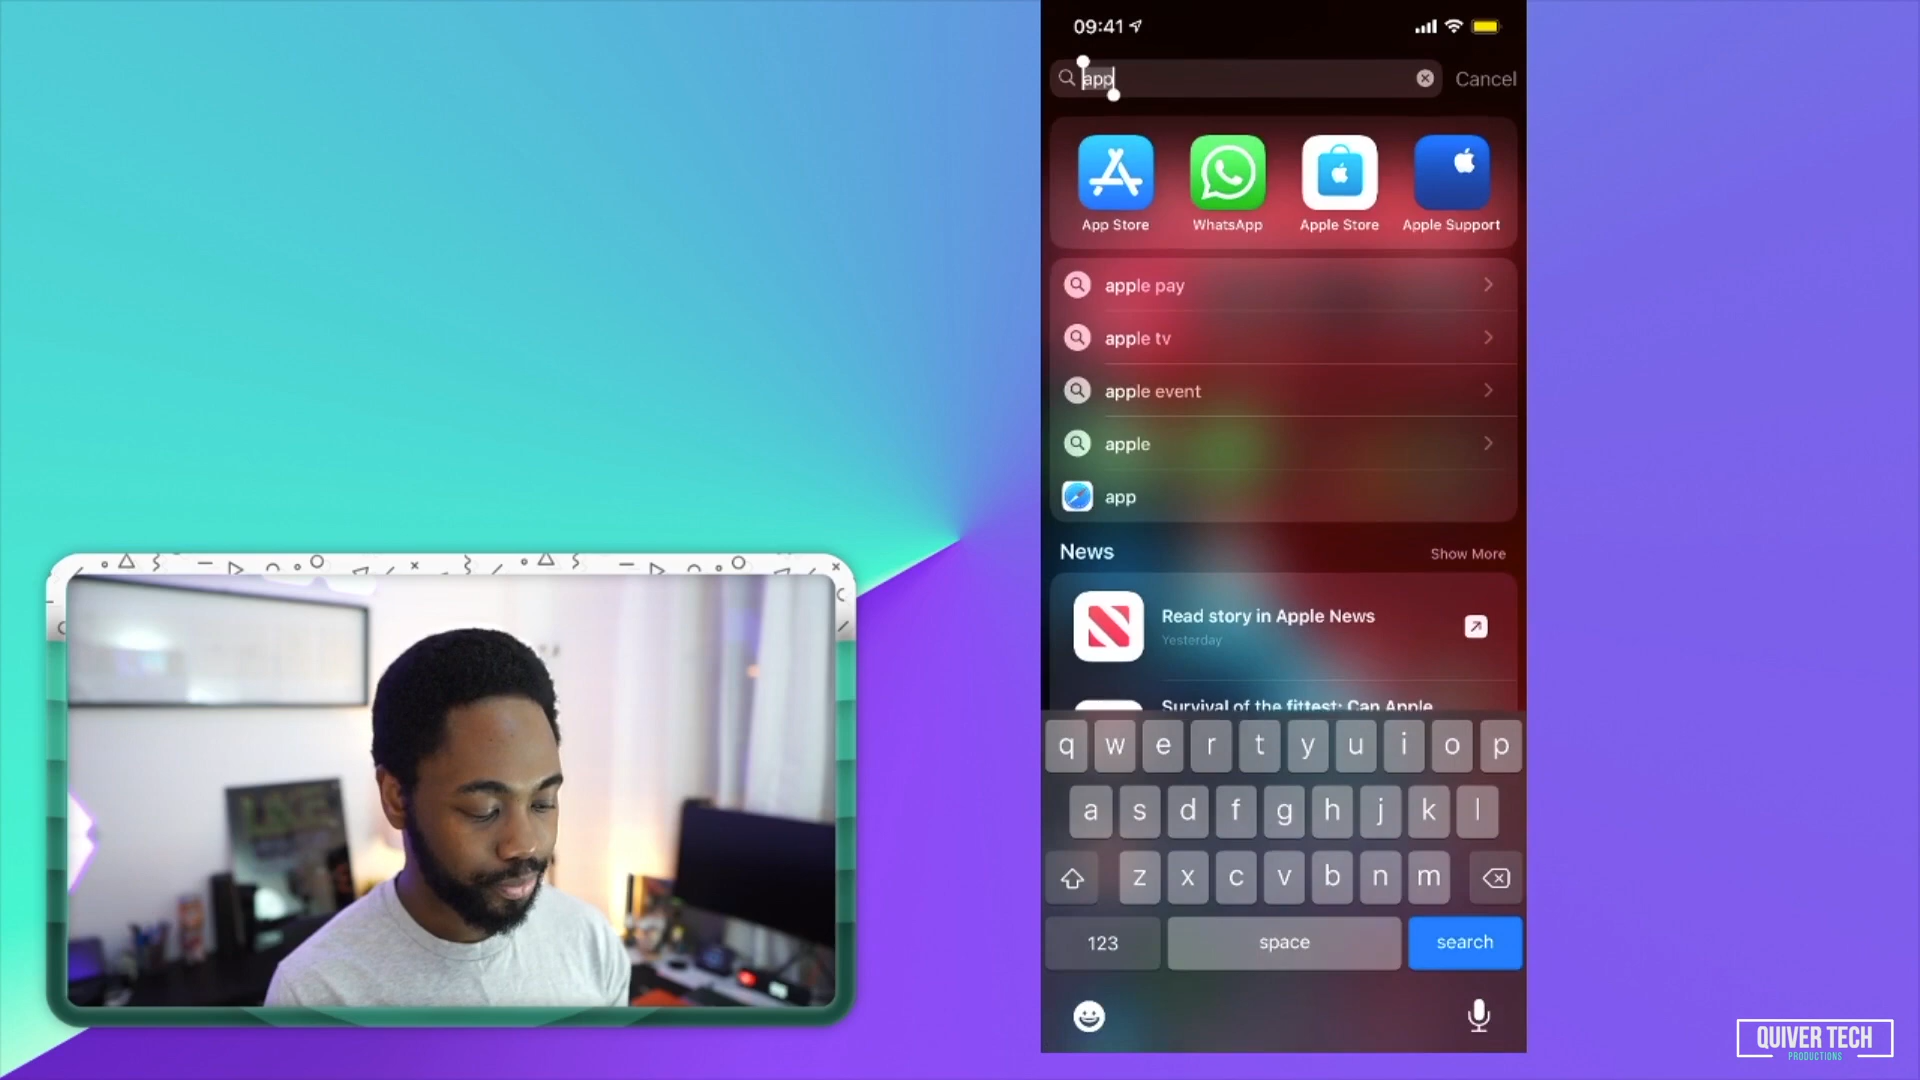 09:41
app
Cancel
App Store
WhatsApp
Apple Store
Apple Support
apple pay
apple tv
apple event
apple
app
News
Show More
Read story in Apple News
Yesterday
Survival of the fittest: Can Apple
q w e r t y u i o p
a s d f g h j k l
z x c v b n m
123
space
search
QUIVER TECH
PRODUCTIONS